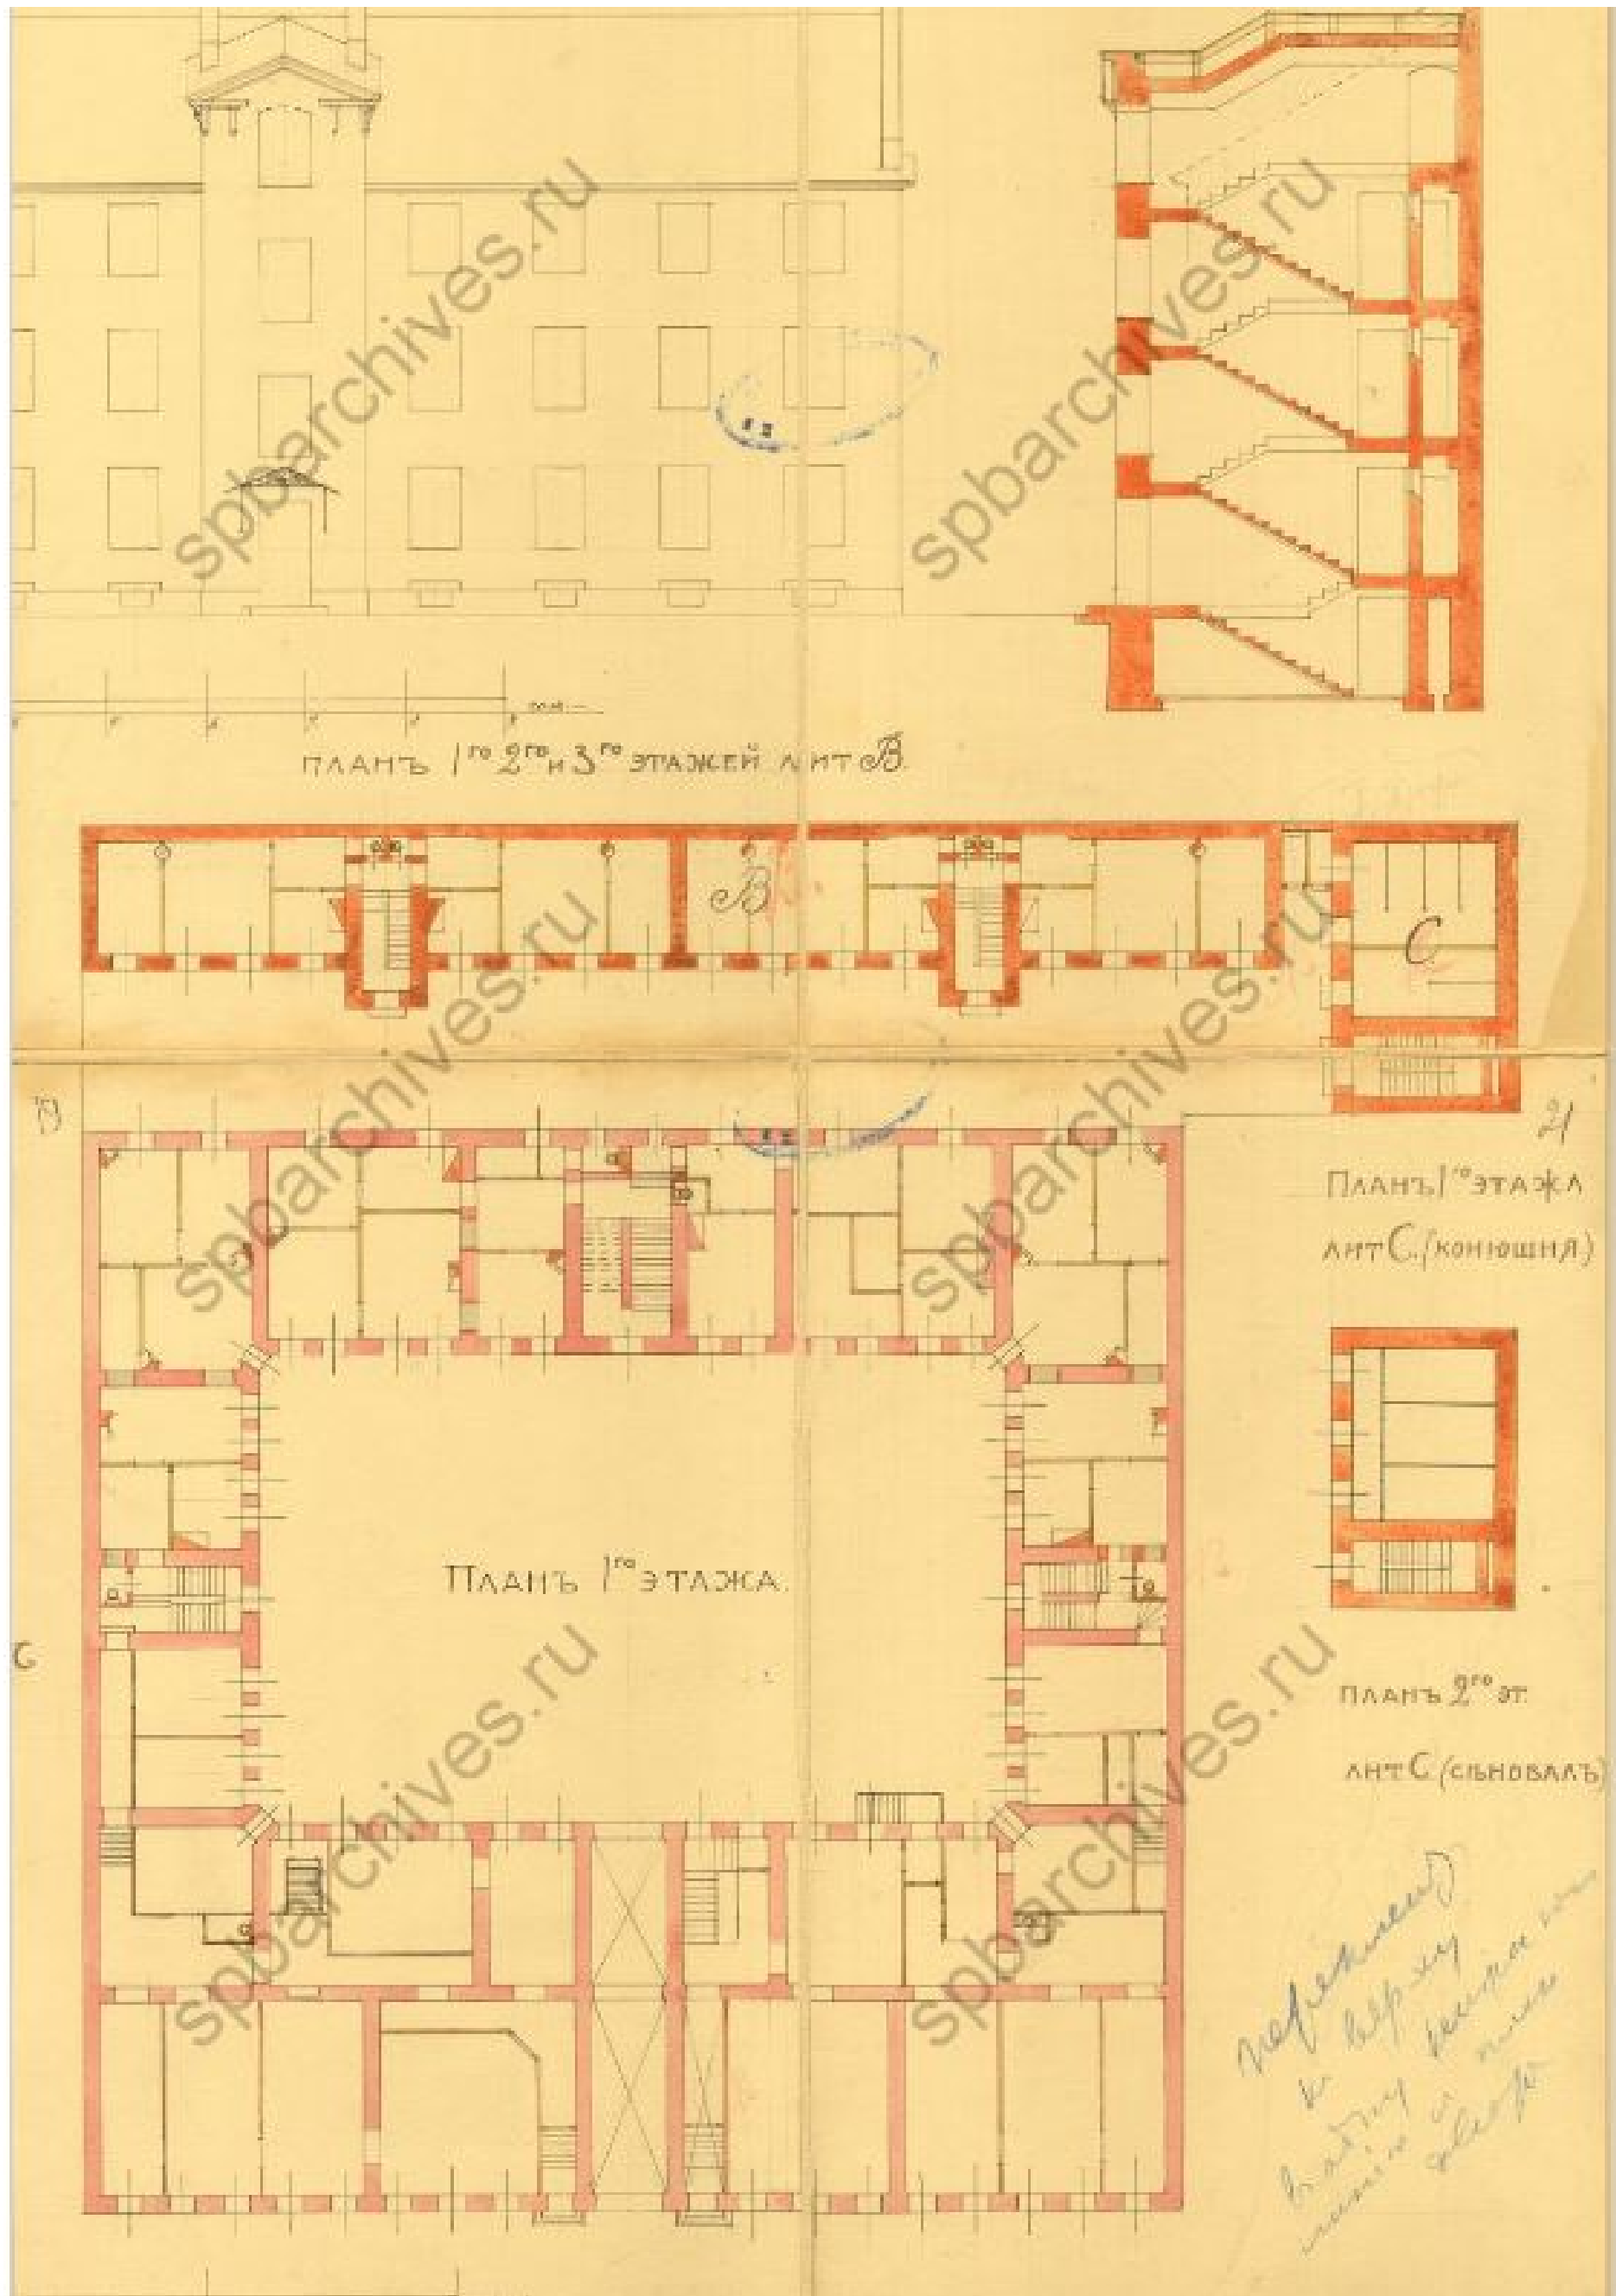 саж.
ПЛАНЪ 1го 2го и 3го ЭТАЖЕЙ ЛИТ В.
В
С
21
ПЛАНЪ 1го ЭТАЖА
ЛИТ С. (КОНЮШНЯ)
ПЛАНЪ 1го ЭТАЖА.
С
ПЛАНЪ 2го ЭТ.
ЛИТ С (СѢНОВАЛЪ)
spbarchives.ru
spbarchives.ru
spbarchives.ru
spbarchives.ru
spbarchives.ru
spbarchives.ru
spbarchives.ru
spbarchives.ru